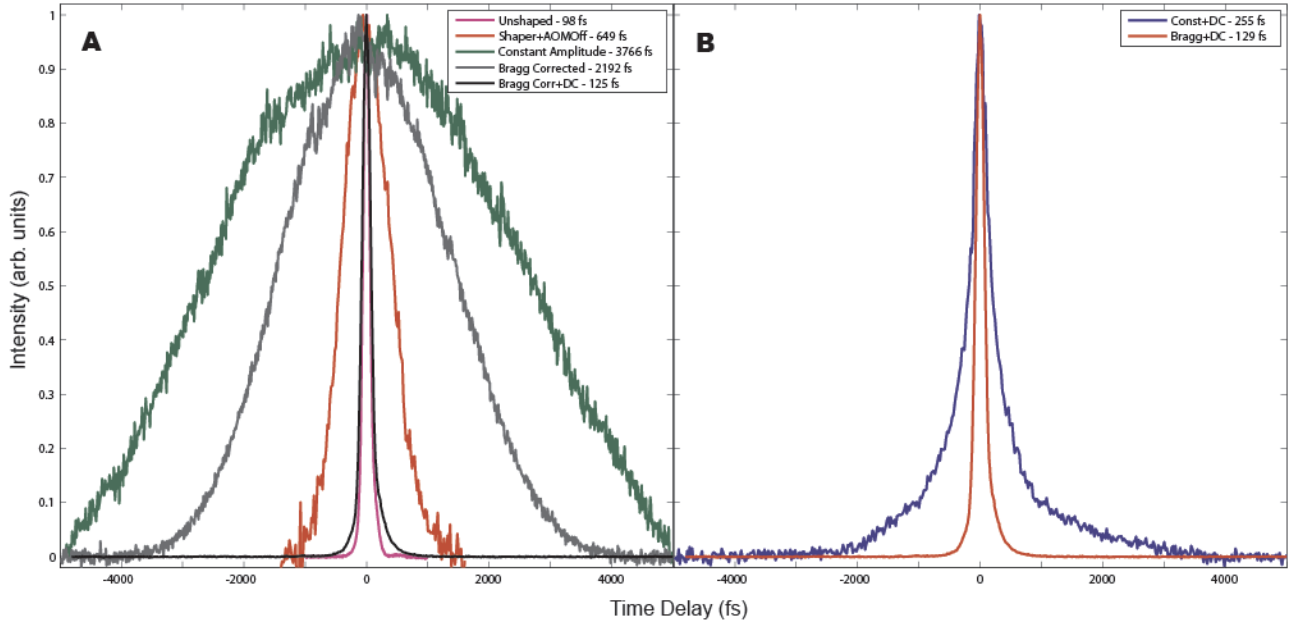 A
Unshaped - 98 fs
Shaper+AOMOff - 649 fs
Constant Amplitude - 3766 fs
Bragg Corrected - 2192 fs
Bragg Corr+DC - 125 fs
B
Const+DC - 255 fs
Bragg+DC - 129 fs
Intensity (arb. units)
1
0.9
0.8
0.7
0.6
0.5
0.4
0.3
0.2
0.1
0
-4000 -2000 0 2000 4000
-4000 -2000 0 2000 4000
Time Delay (fs)